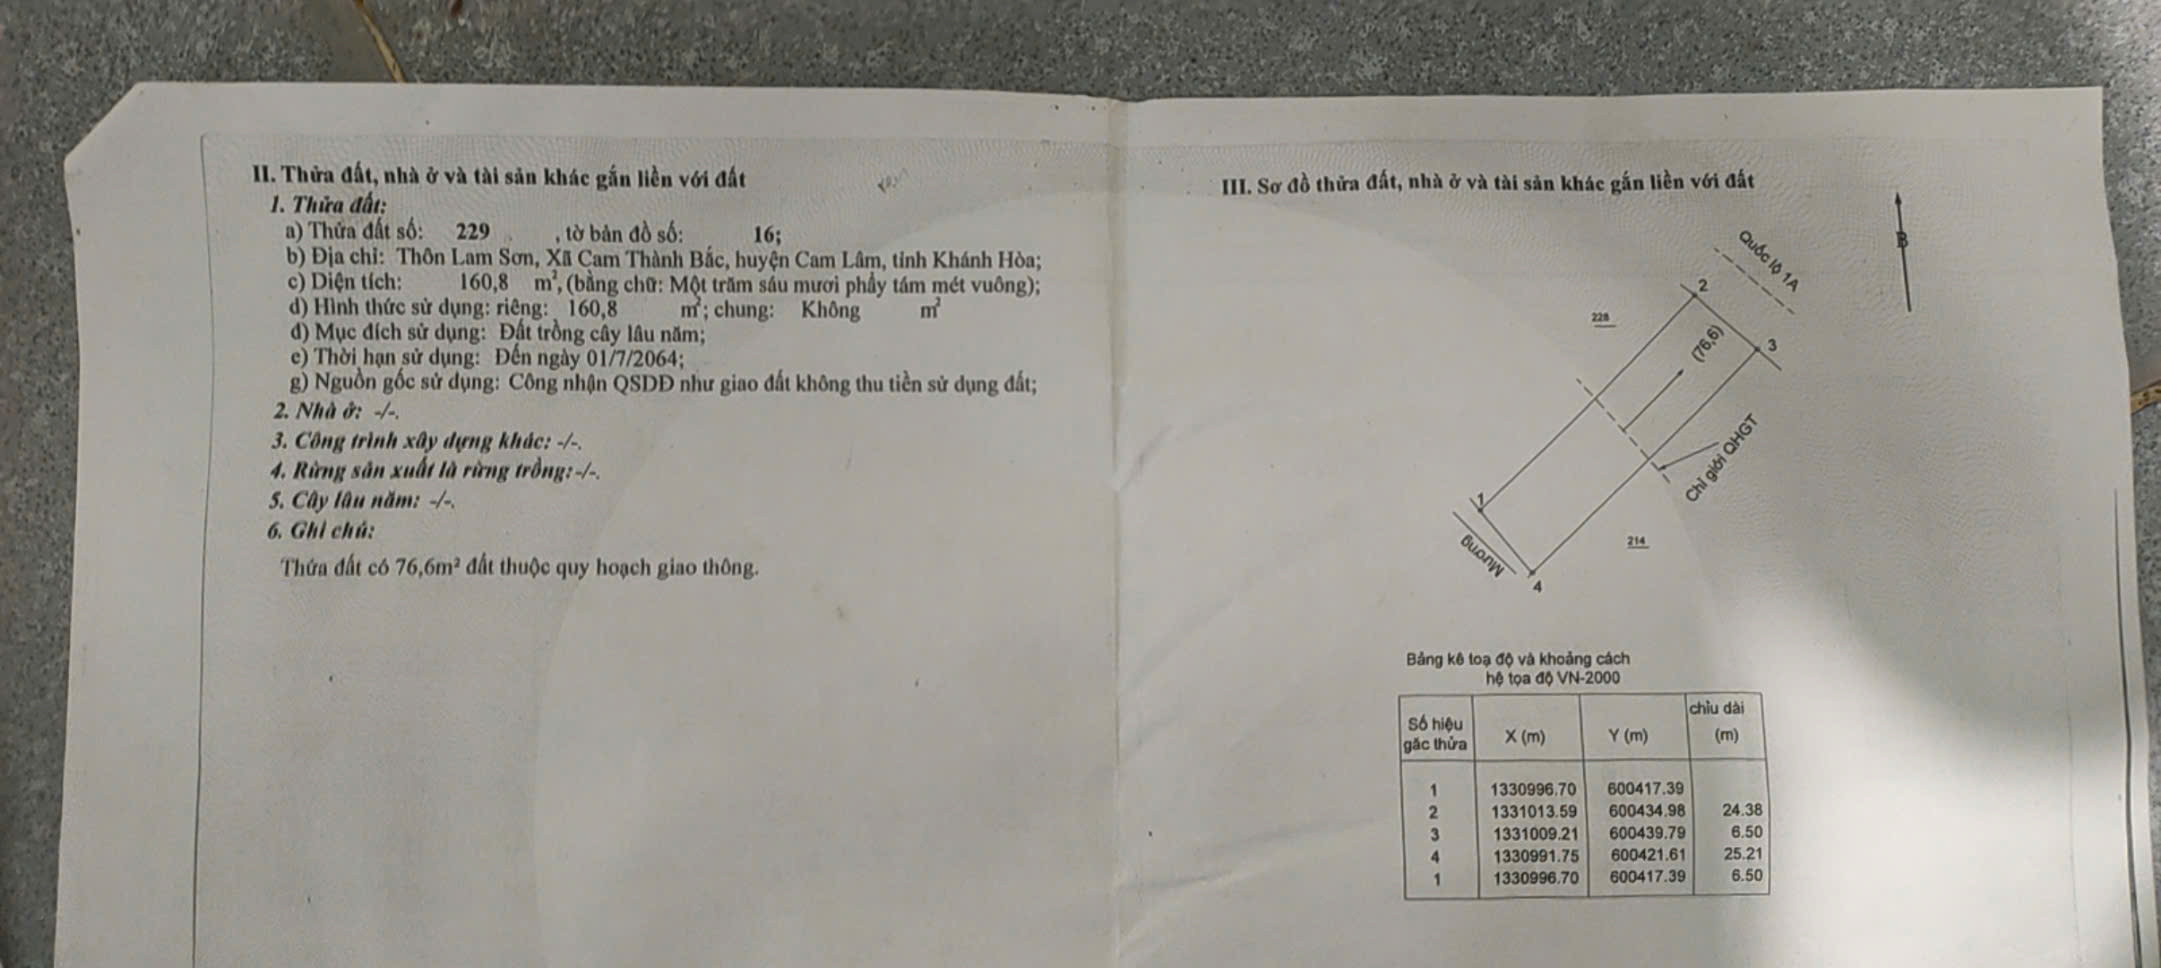 II. Thửa đất, nhà ở và tài sản khác gắn liền với đất
1. Thửa đất:
a) Thửa đất số: 229 , tờ bản đồ số: 16;
b) Địa chỉ: Thôn Lam Sơn, Xã Cam Thành Bắc, huyện Cam Lâm, tỉnh Khánh Hòa;
c) Diện tích: 160,8 m², (bằng chữ: Một trăm sáu mươi phẩy tám mét vuông);
d) Hình thức sử dụng: riêng: 160,8 m²; chung: Không m²
đ) Mục đích sử dụng: Đất trồng cây lâu năm;
e) Thời hạn sử dụng: Đến ngày 01/7/2064;
g) Nguồn gốc sử dụng: Công nhận QSDĐ như giao đất không thu tiền sử dụng đất;
2. Nhà ở: -/-.
3. Công trình xây dựng khác: -/-.
4. Rừng sản xuất là rừng trồng:-/-.
5. Cây lâu năm: -/-.
6. Ghi chú:
Thửa đất có 76,6m² đất thuộc quy hoạch giao thông.
III. Sơ đồ thửa đất, nhà ở và tài sản khác gắn liền với đất
B
Quốc lộ 1A
2
228
(76,6)
3
Chỉ giới QHGT
1
Mương
214
4
Bảng kê toạ độ và khoảng cách
hệ tọa độ VN-2000
Số hiệu gãc thửa X (m) Y (m) chiu dài (m)
1 1330996.70 600417.39
2 1331013.59 600434.98 24.38
3 1331009.21 600439.79 6.50
4 1330991.75 600421.61 25.21
1 1330996.70 600417.39 6.50